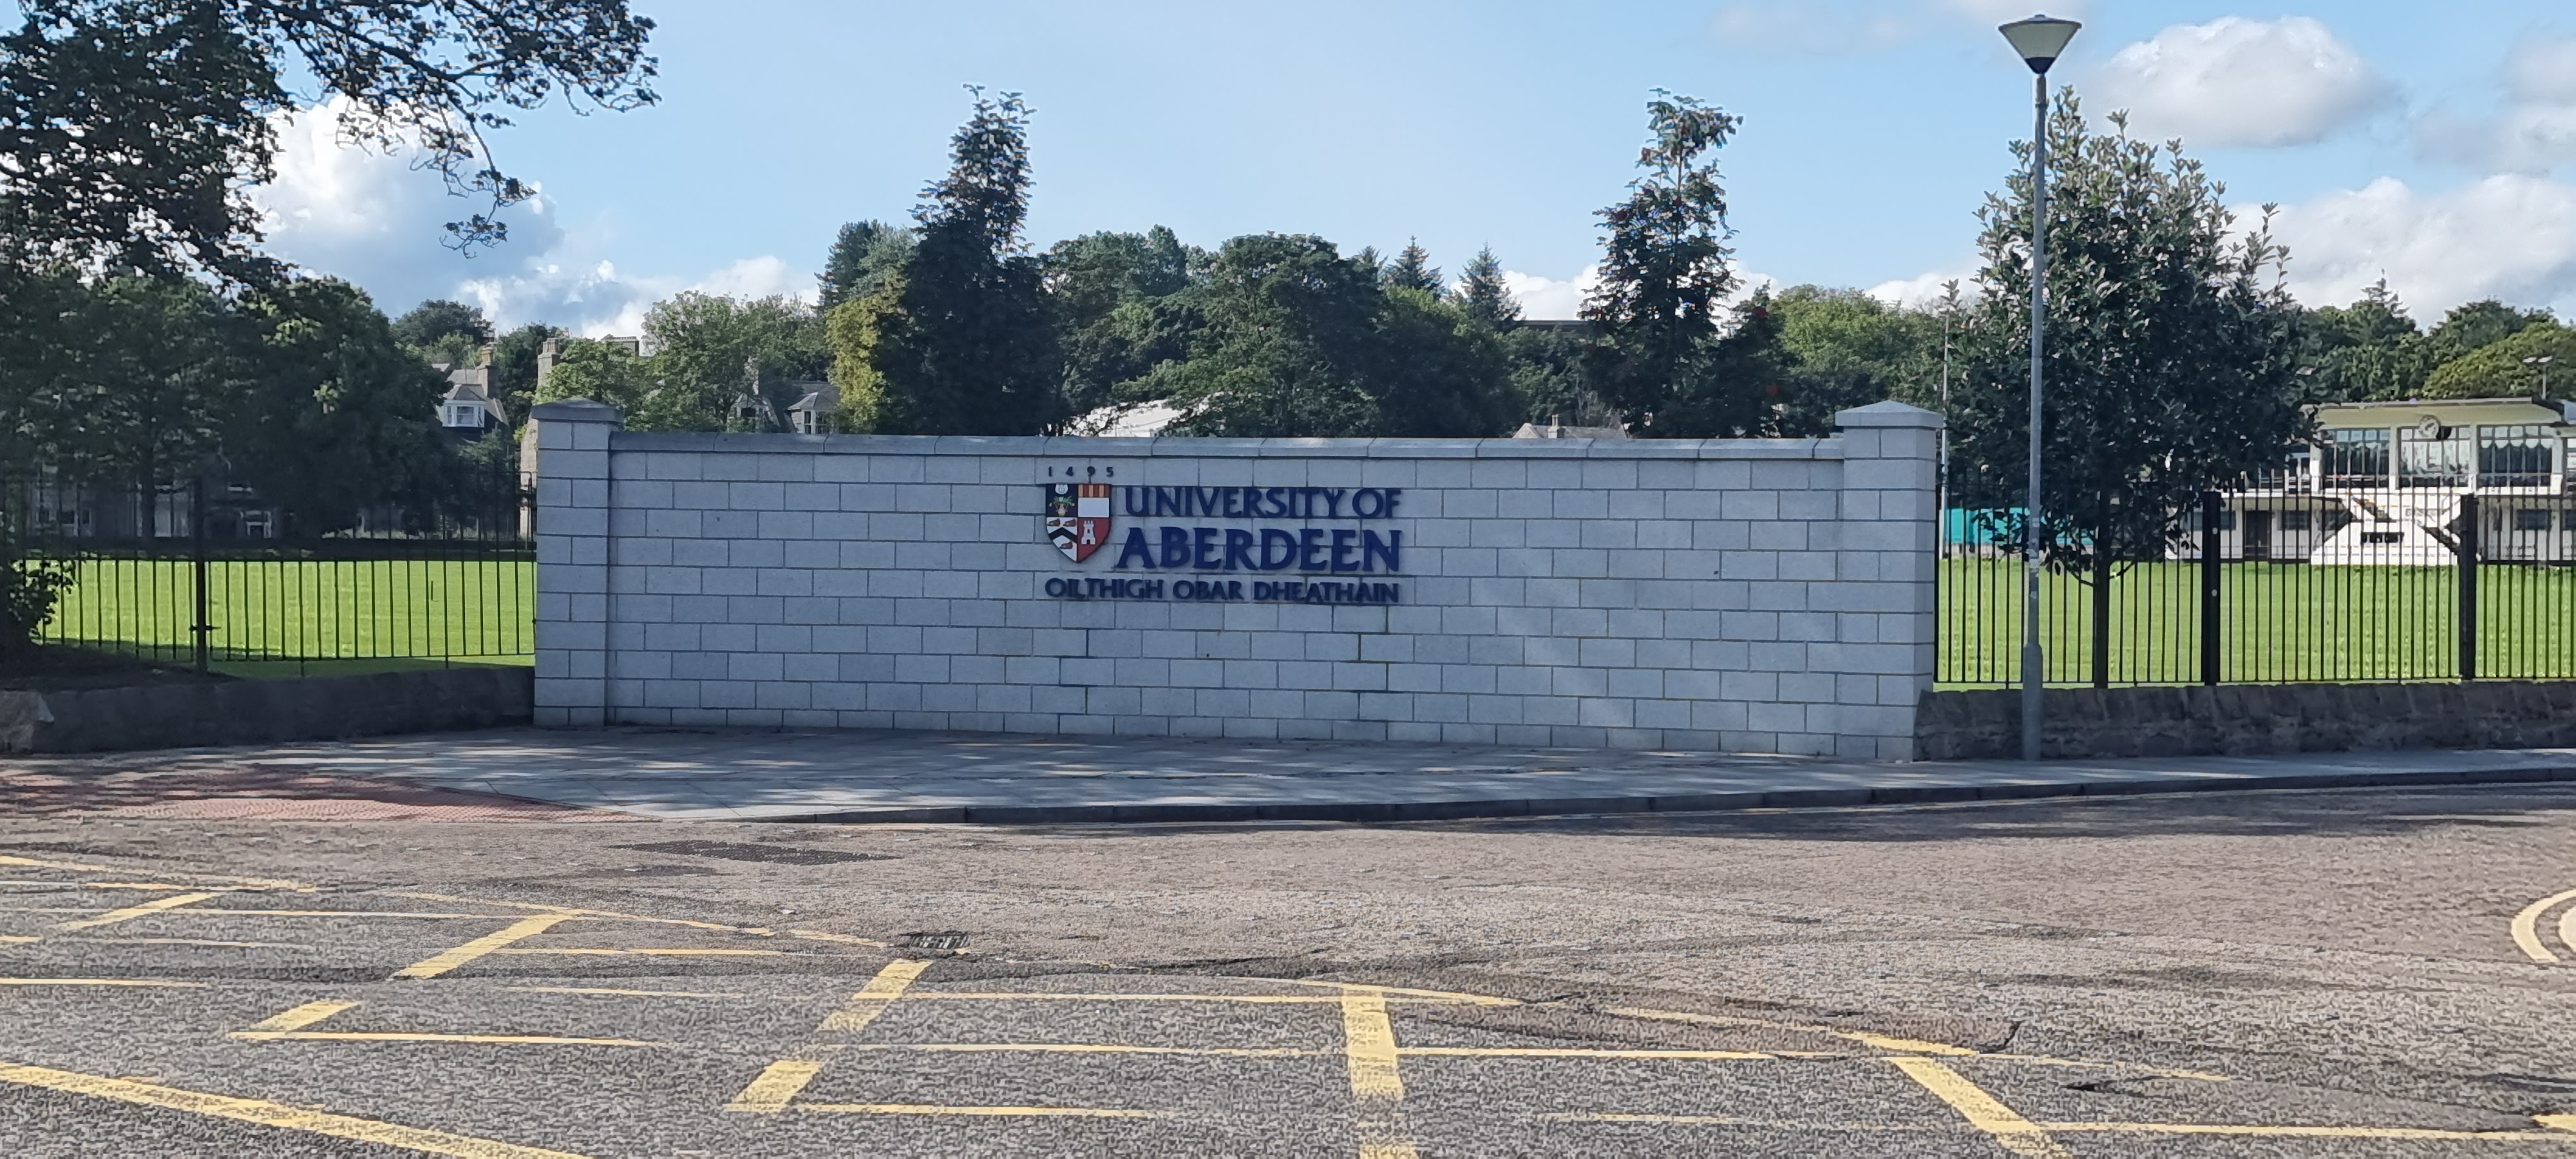 1495
UNIVERSITY OF
ABERDEEN
OILTHIGH OBAR DHEATHAIN